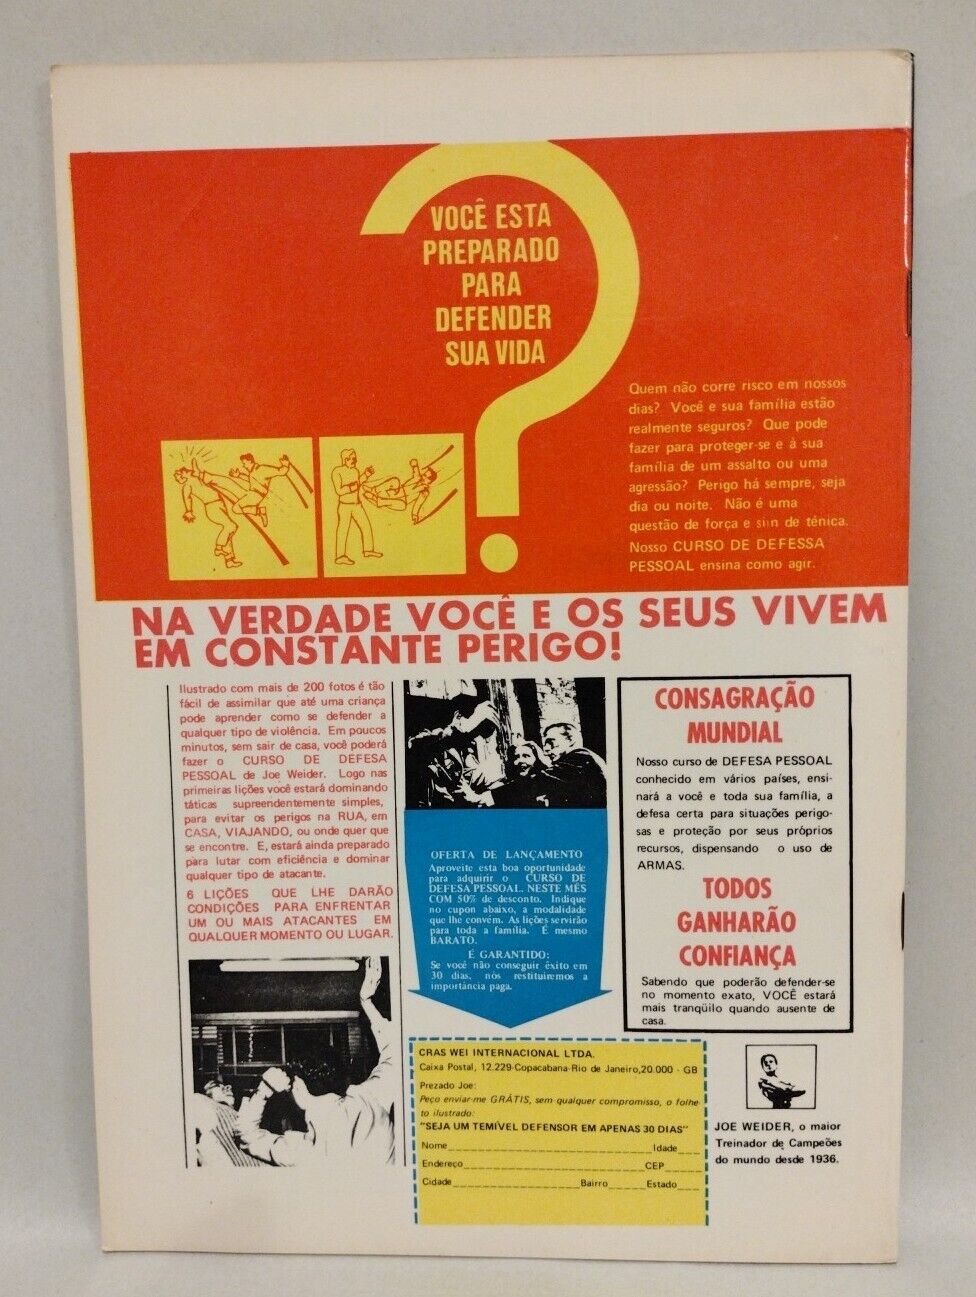 VOCÊ ESTA
PREPARADO
PARA
DEFENDER
SUA VIDA
?
Quem não corre risco em nossos
dias? Você e sua família estão
realmente seguros? Que pode
fazer para proteger-se e à sua
família de um assalto ou uma
agressão? Perigo há sempre, seja
dia ou noite. Não é uma
questão de força e sim de ténica.
Nosso CURSO DE DEFESSA
PESSOAL ensina como agir.
NA VERDADE VOCÊ E OS SEUS VIVEM
EM CONSTANTE PERIGO!
Ilustrado com mais de 200 fotos é tão
fácil de assimilar que até uma criança
pode aprender como se defender a
qualquer tipo de violência. Em poucos
minutos, sem sair de casa, você poderá
fazer o CURSO DE DEFESA
PESSOAL de Joe Weider. Logo nas
primeiras lições você estará dominando
táticas supreendentemente simples,
para evitar os perigos na RUA, em
CASA, VIAJANDO, ou onde quer que
se encontre. E, estará ainda preparado
para lutar com eficiência e dominar
qualquer tipo de atacante.
6 LIÇÕES QUE LHE DARÃO
CONDIÇÕES PARA ENFRENTAR
UM OU MAIS ATACANTES EM
QUALQUER MOMENTO OU LUGAR.
OFERTA DE LANÇAMENTO
Aproveite esta boa oportunidade
para adquirir o CURSO DE
DEFESA PESSOAL. NESTE MÊS
COM 50% de desconto. Indique
no cupon abaixo, a modalidade
que lhe convém. As lições servirão
para toda a família. É mesmo
BARATO.
É GARANTIDO:
Se você não conseguir êxito em
30 dias, nós restituiremos a
importância paga.
CONSAGRAÇÃO
MUNDIAL
Nosso curso de DEFESA PESSOAL
conhecido em vários países, ensi-
nará a você e toda sua família, a
defesa certa para situações perigo-
sas e proteção por seus próprios
recursos, dispensando o uso de
ARMAS.
TODOS
GANHARÃO
CONFIANÇA
Sabendo que poderão defender-se
no momento exato, VOCÊ estará
mais tranqüilo quando ausente de
casa.
CRAS WEI INTERNACIONAL LTDA.
Caixa Postal, 12.229-Copacabana-Rio de Janeiro,20.000 - GB
Prezado Joe:
Peço enviar-me GRÁTIS, sem qualquer compromisso, o folhe-
to ilustrado:
"SEJA UM TEMÍVEL DEFENSOR EM APENAS 30 DIAS"
Nome Idade
Endereço CEP
Cidade Bairro Estado
JOE WEIDER, o maior
Treinador de Campeões
do mundo desde 1936.